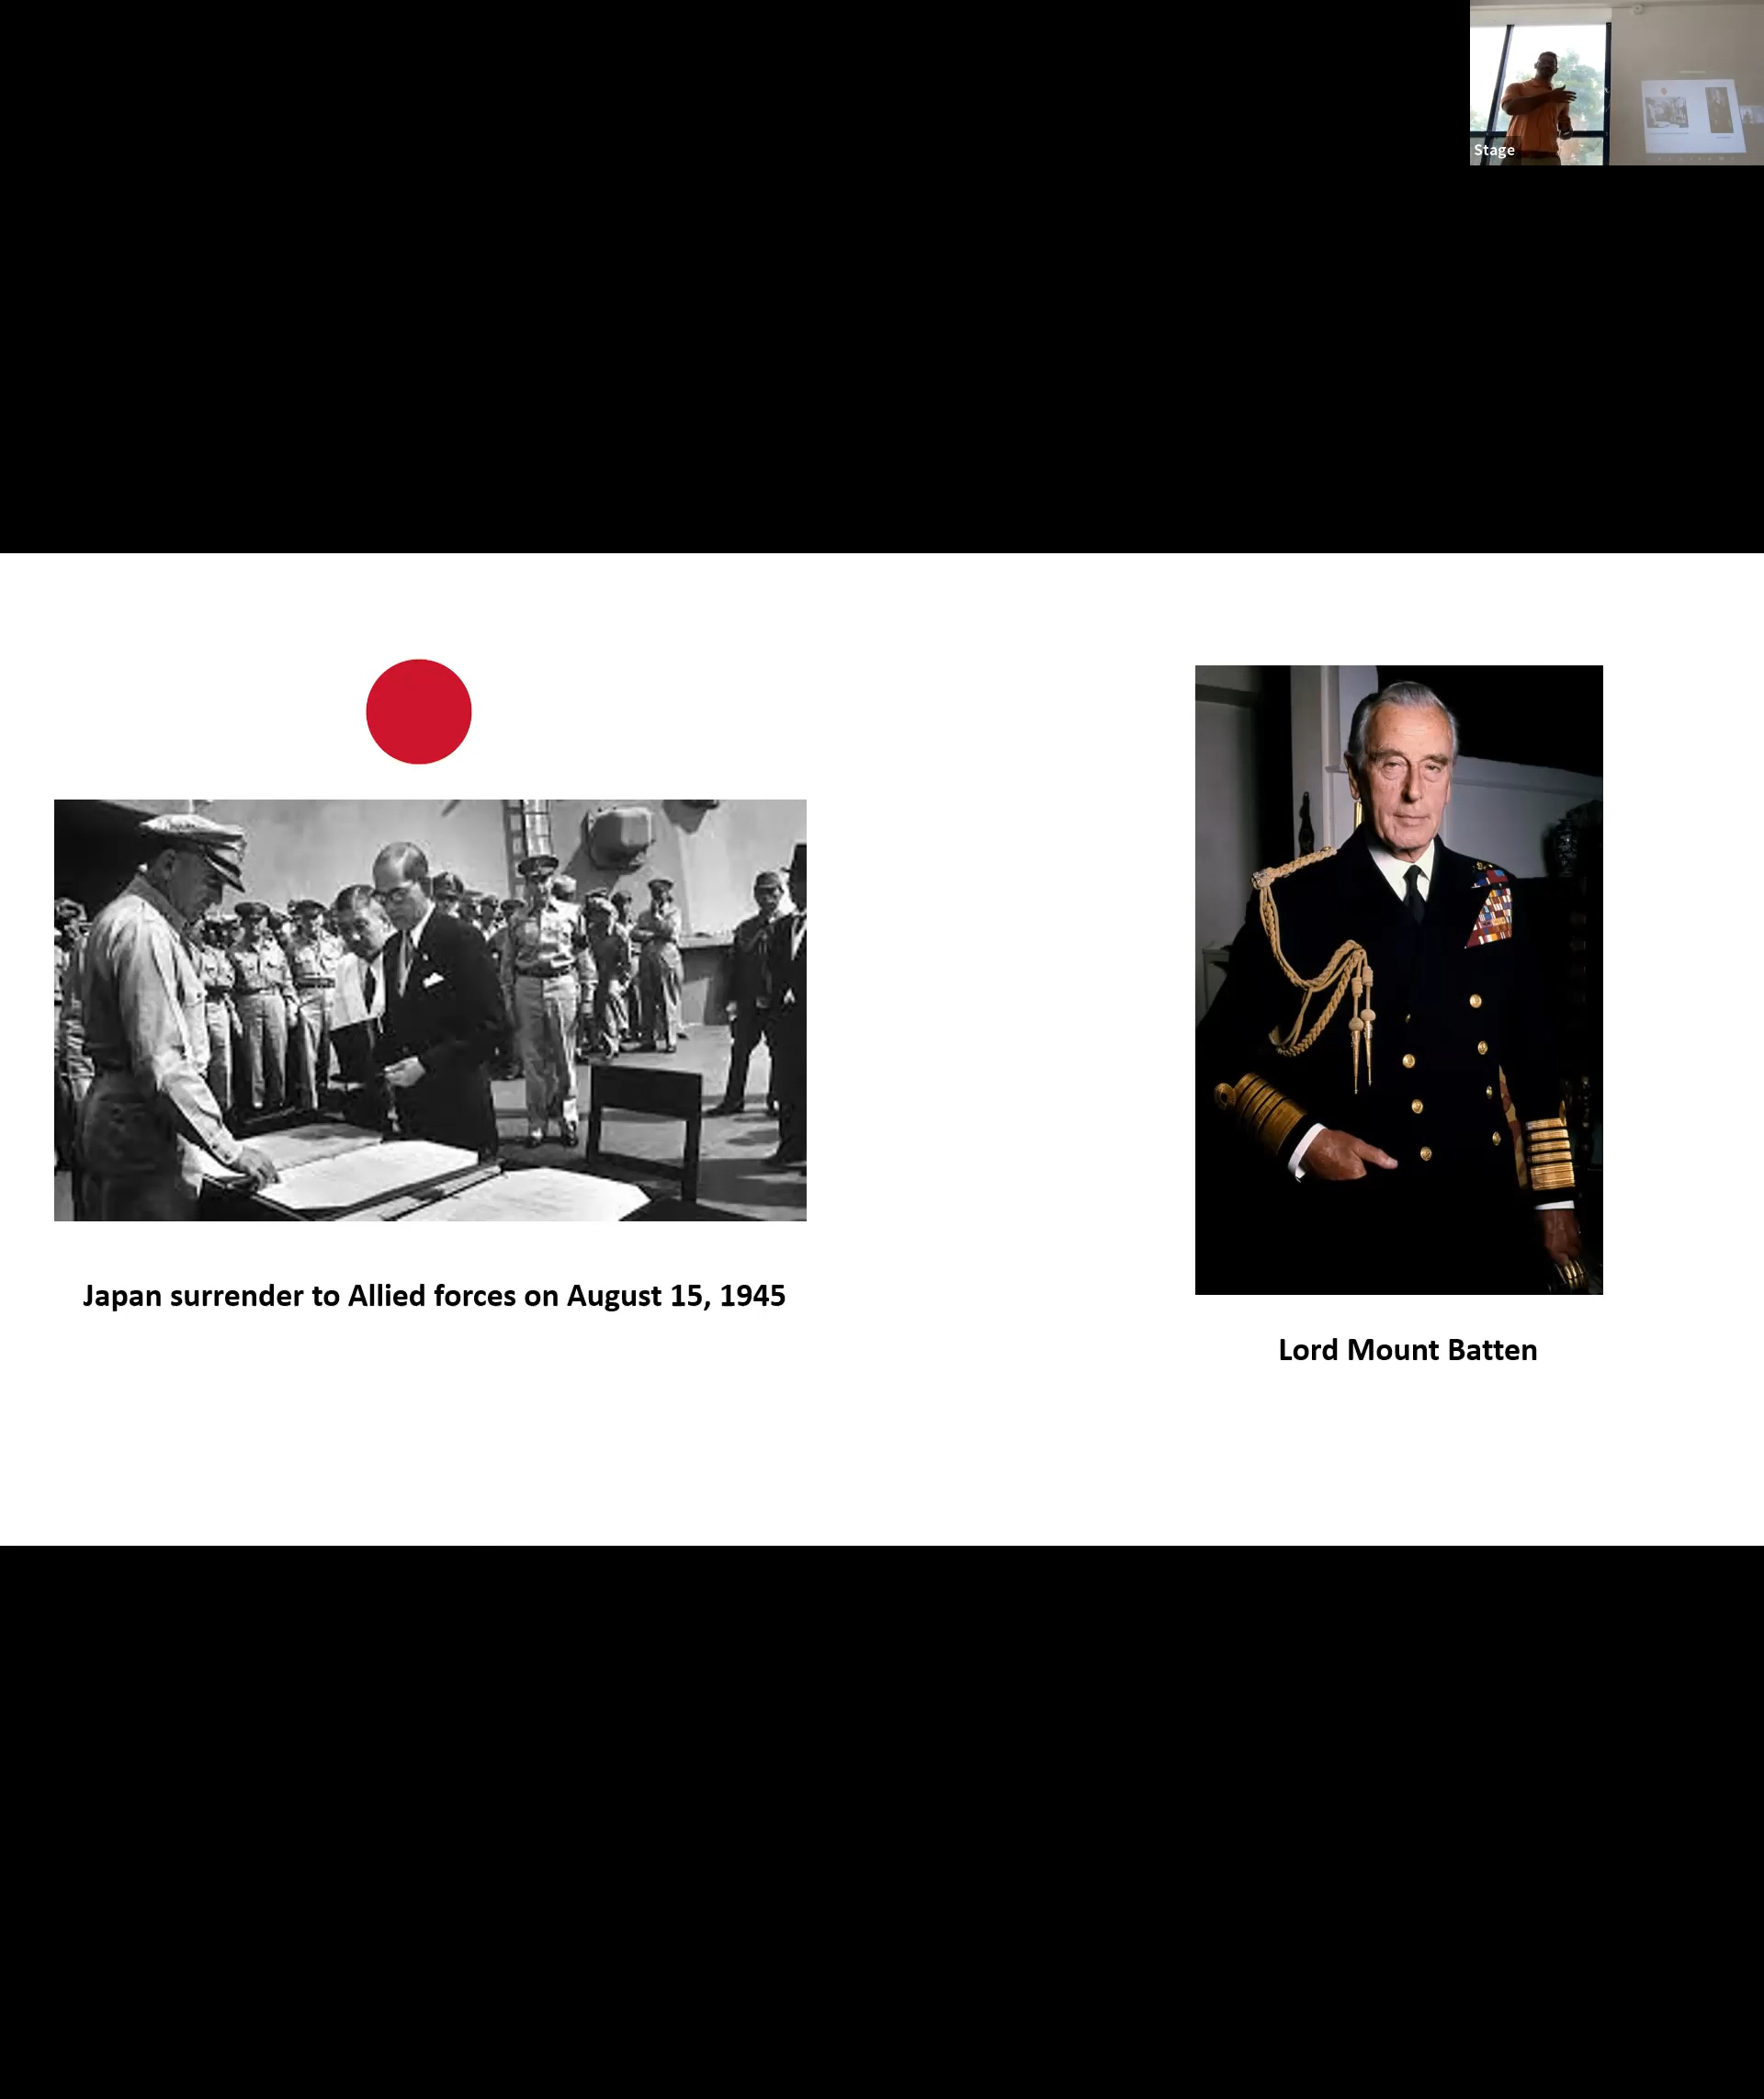 Stage
Japan surrender to Allied forces on August 15, 1945
Lord Mount Batten